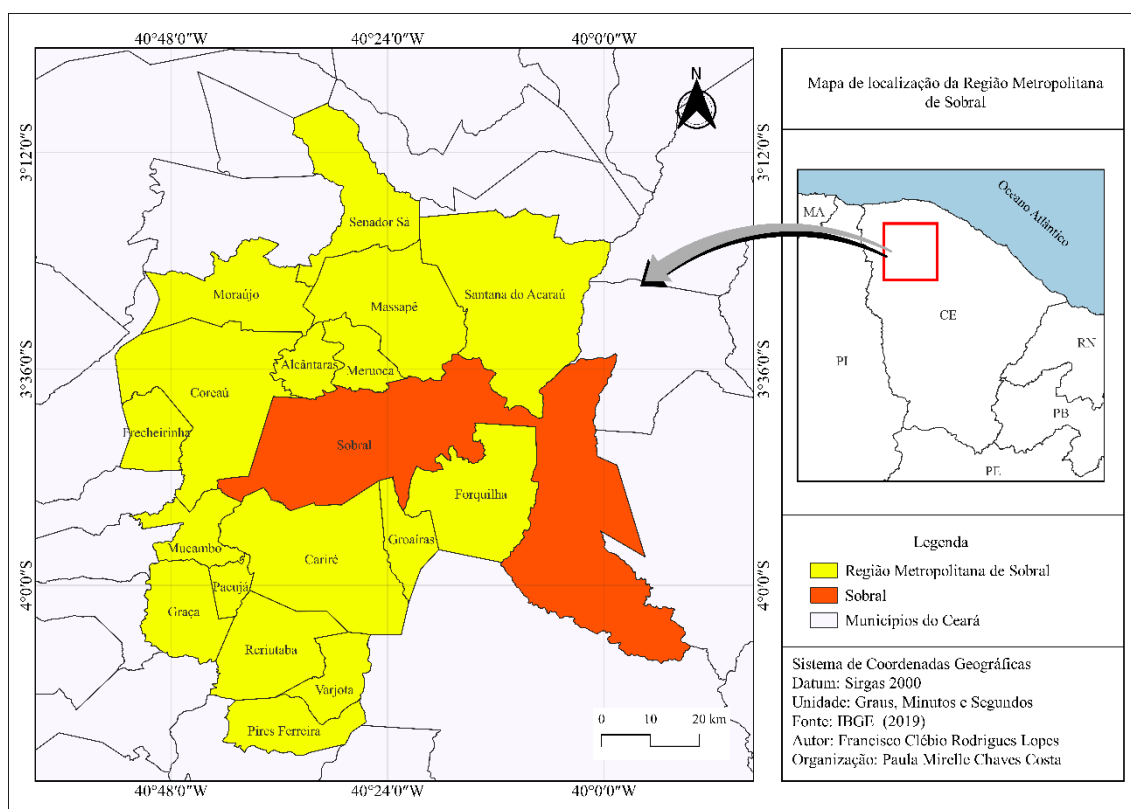 40°48'0"W 40°24'0"W 40°0'0"W
N
3°12'0"S
3°12'0"S
Senador Sá
Moraújo
Massapê
Santana do Acaraú
Alcântaras
Meruoca
3°36'0"S
3°36'0"S
Coreaú
Frecheirinha
Sobral
Forquilha
Mucambo
Cariré
Groaíras
4°0'0"S
4°0'0"S
Pacujá
Graça
Reriutaba
Varjota
Pires Ferreira
0 10 20 km
40°48'0"W 40°24'0"W 40°0'0"W
Mapa de localização da Região Metropolitana
de Sobral
Oceano Atlântico
MA
CE
RN
PI
PB
PE
Legenda
Região Metropolitana de Sobral
Sobral
Municípios do Ceará
Sistema de Coordenadas Geográficas
Datum: Sirgas 2000
Unidade: Graus, Minutos e Segundos
Fonte: IBGE (2019)
Autor: Francisco Clébio Rodrigues Lopes
Organização: Paula Mirelle Chaves Costa